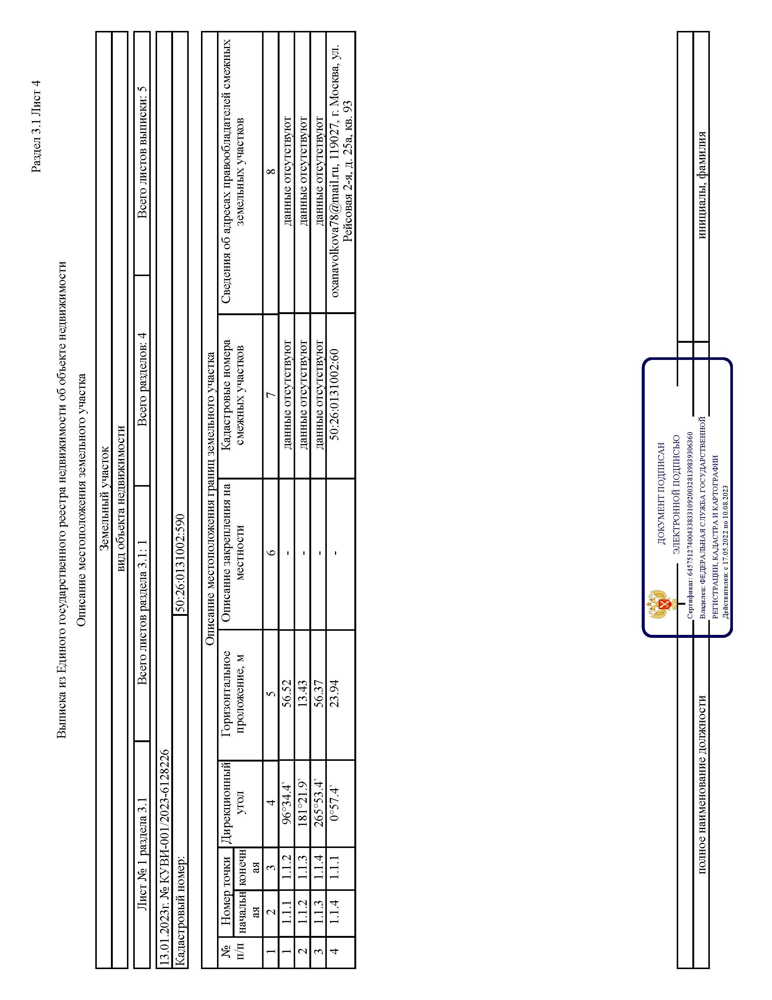 Раздел 3.1 Лист 4
Выписка из Единого государственного реестра недвижимости об объекте недвижимости
Описание местоположения земельного участка
Земельный участок
вид объекта недвижимости
Лист № 1 раздела 3.1 Всего листов раздела 3.1: 1 Всего разделов: 4 Всего листов выписки: 5
13.01.2023г. № КУВИ-001/2023-6128226
Кадастровый номер: 50:26:0131002:590
Описание местоположения границ земельного участка
№ Номер точки Дирекционный Горизонтальное Описание закрепления на Кадастровые номера Сведения об адресах правообладателей смежных
п/п начальн конечн угол проложение, м местности смежных участков земельных участков
ая ая
1 2 3 4 5 6 7 8
1 1.1.1 1.1.2 96°34.4` 56.52 - данные отсутствуют данные отсутствуют
2 1.1.2 1.1.3 181°21.9` 13.43 - данные отсутствуют данные отсутствуют
3 1.1.3 1.1.4 265°53.4` 56.37 - данные отсутствуют данные отсутствуют
4 1.1.4 1.1.1 0°57.4` 23.94 - 50:26:0131002:60 oxanavolkova78@mail.ru, 119027, г. Москва, ул.
Рейсовая 2-я, д. 25а, кв. 93
ДОКУМЕНТ ПОДПИСАН
ЭЛЕКТРОННОЙ ПОДПИСЬЮ
Сертификат: 64575127400433833109200328139839306360
Владелец: ФЕДЕРАЛЬНАЯ СЛУЖБА ГОСУДАРСТВЕННОЙ
РЕГИСТРАЦИИ, КАДАСТРА И КАРТОГРАФИИ
Действителен: с 17.05.2022 по 10.08.2023
полное наименование должности инициалы, фамилия